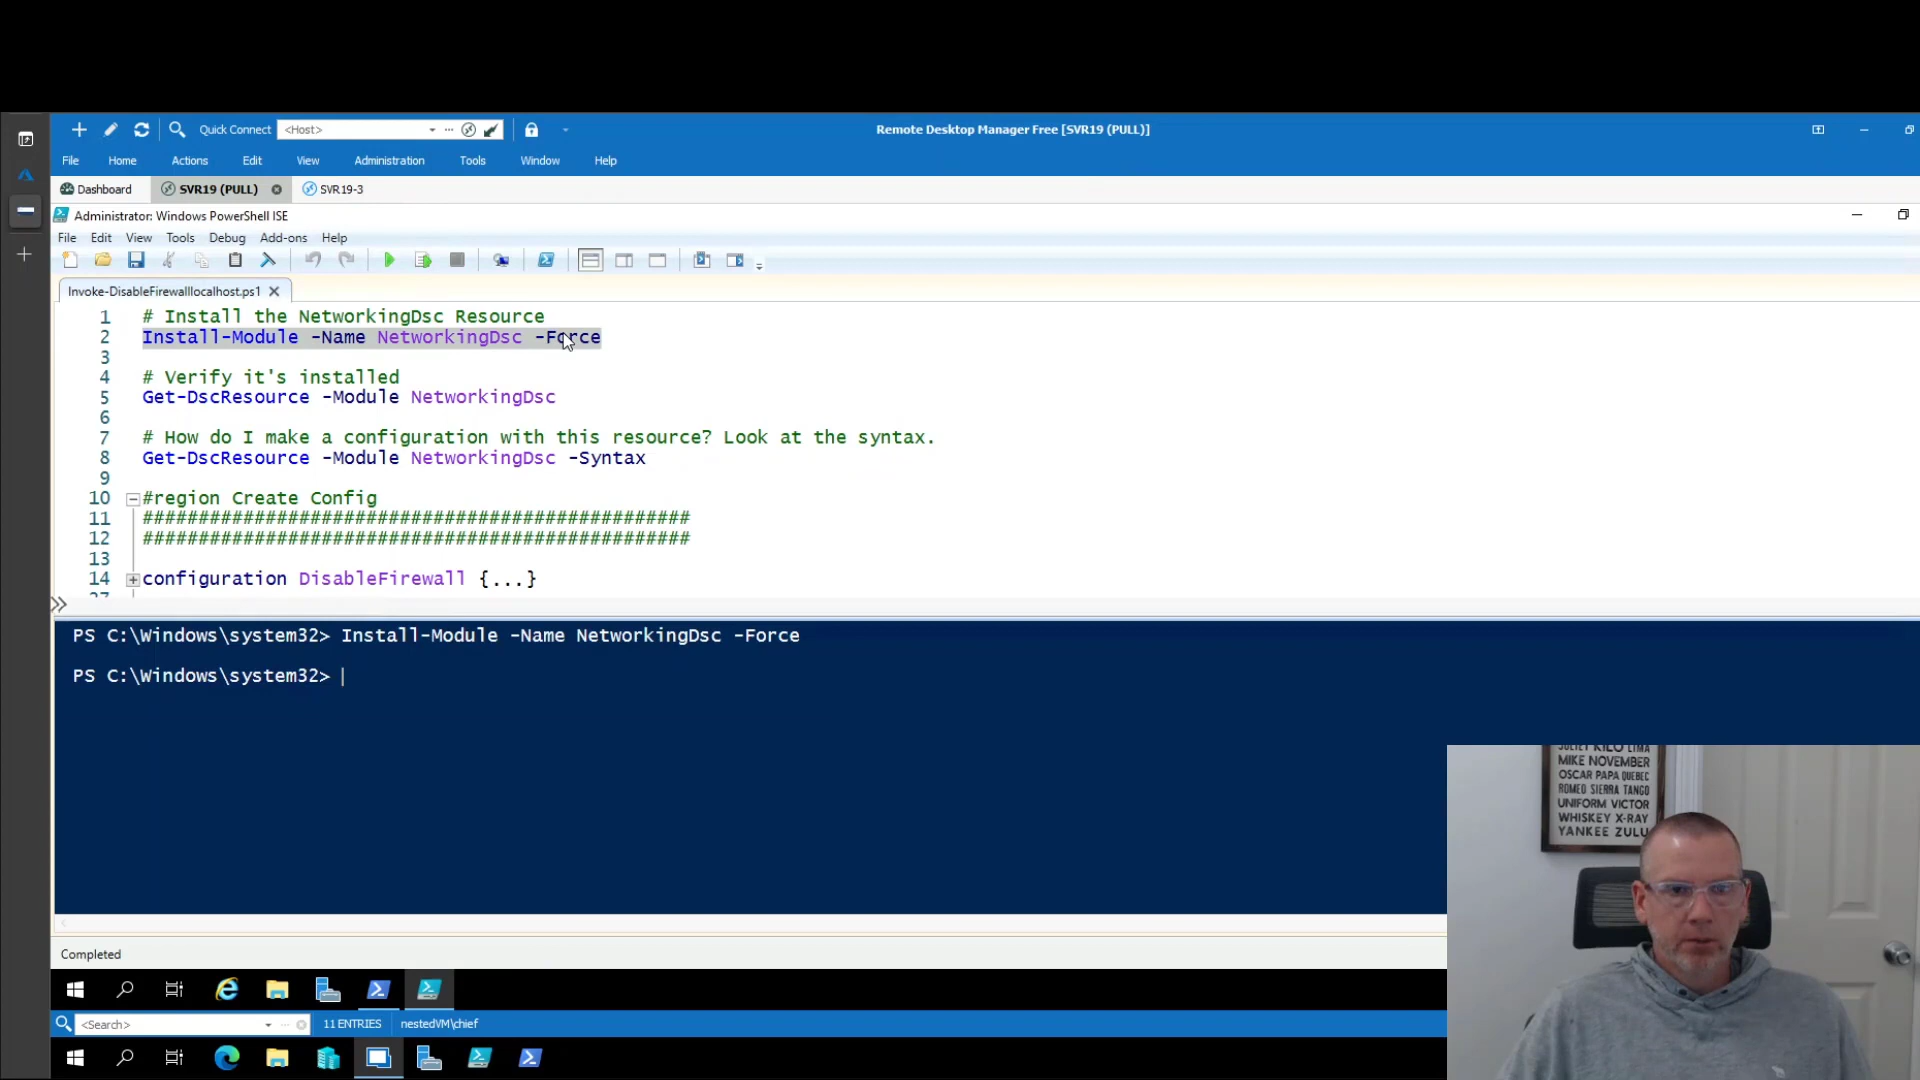 Quick Connect <Host>
Remote Desktop Manager Free [SVR19 (PULL)]
File Home Actions Edit View Administration Tools Window Help
Dashboard SVR19 (PULL) SVR19-3
Administrator: Windows PowerShell ISE
File Edit View Tools Debug Add-ons Help
Invoke-DisableFirewalllocalhost.ps1
1 # Install the NetworkingDsc Resource
2 Install-Module -Name NetworkingDsc -Force
3
4 # Verify it's installed
5 Get-DscResource -Module NetworkingDsc
6
7 # How do I make a configuration with this resource? Look at the syntax.
8 Get-DscResource -Module NetworkingDsc -Syntax
9
10 #region Create Config
11 #################################################
12 #################################################
13
14 configuration DisableFirewall {...}
PS C:\Windows\system32> Install-Module -Name NetworkingDsc -Force
PS C:\Windows\system32>
KILO LIMA
MIKE NOVEMBER
OSCAR PAPA QUEBEC
ROMEO SIERRA TANGO
UNIFORM VICTOR
WHISKEY X-RAY
YANKEE ZULU
Completed
<Search> 11 ENTRIES nestedVM\chief